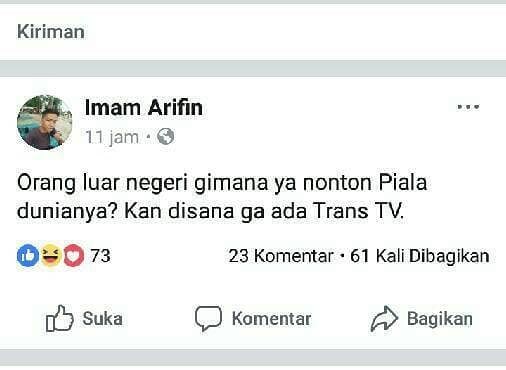 Kiriman
Imam Arifin
11 jam
Orang luar negeri gimana ya nonton Piala
dunianya? Kan disana ga ada Trans TV.
73
23 Komentar • 61 Kali Dibagikan
Suka
Komentar
Bagikan